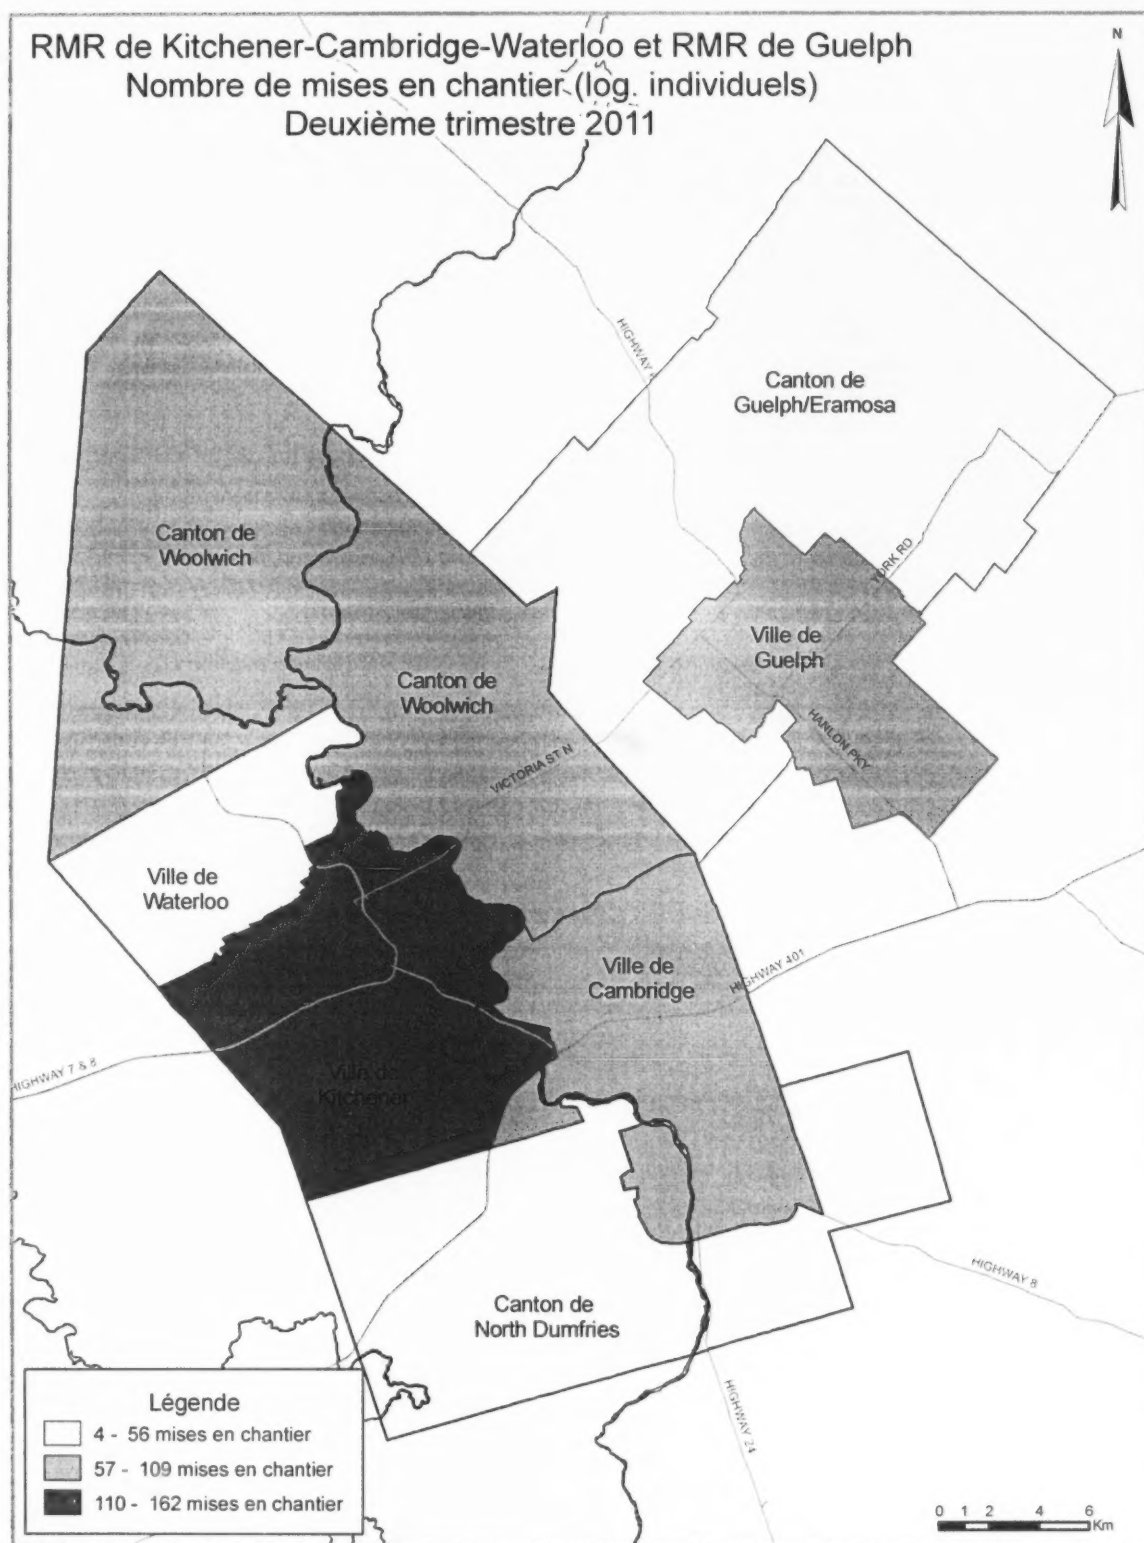 RMR de Kitchener-Cambridge-Waterloo et RMR de Guelph
Nombre de mises en chantier (log. individuels)
Deuxième trimestre 2011
N
HIGHWAY 6
Canton de
Guelph/Eramosa
Canton de
Woolwich
YORK RD
Ville de
Guelph
Canton de
Woolwich
HANLON PKY
VICTORIA ST N
Ville de
Waterloo
Ville de
Cambridge
HIGHWAY 401
HIGHWAY 7 & 8
Ville de
Kitchener
HIGHWAY 8
Canton de
North Dumfries
HIGHWAY 24
Légende
4 - 56 mises en chantier
57 - 109 mises en chantier
110 - 162 mises en chantier
0 1 2 4 6
Km